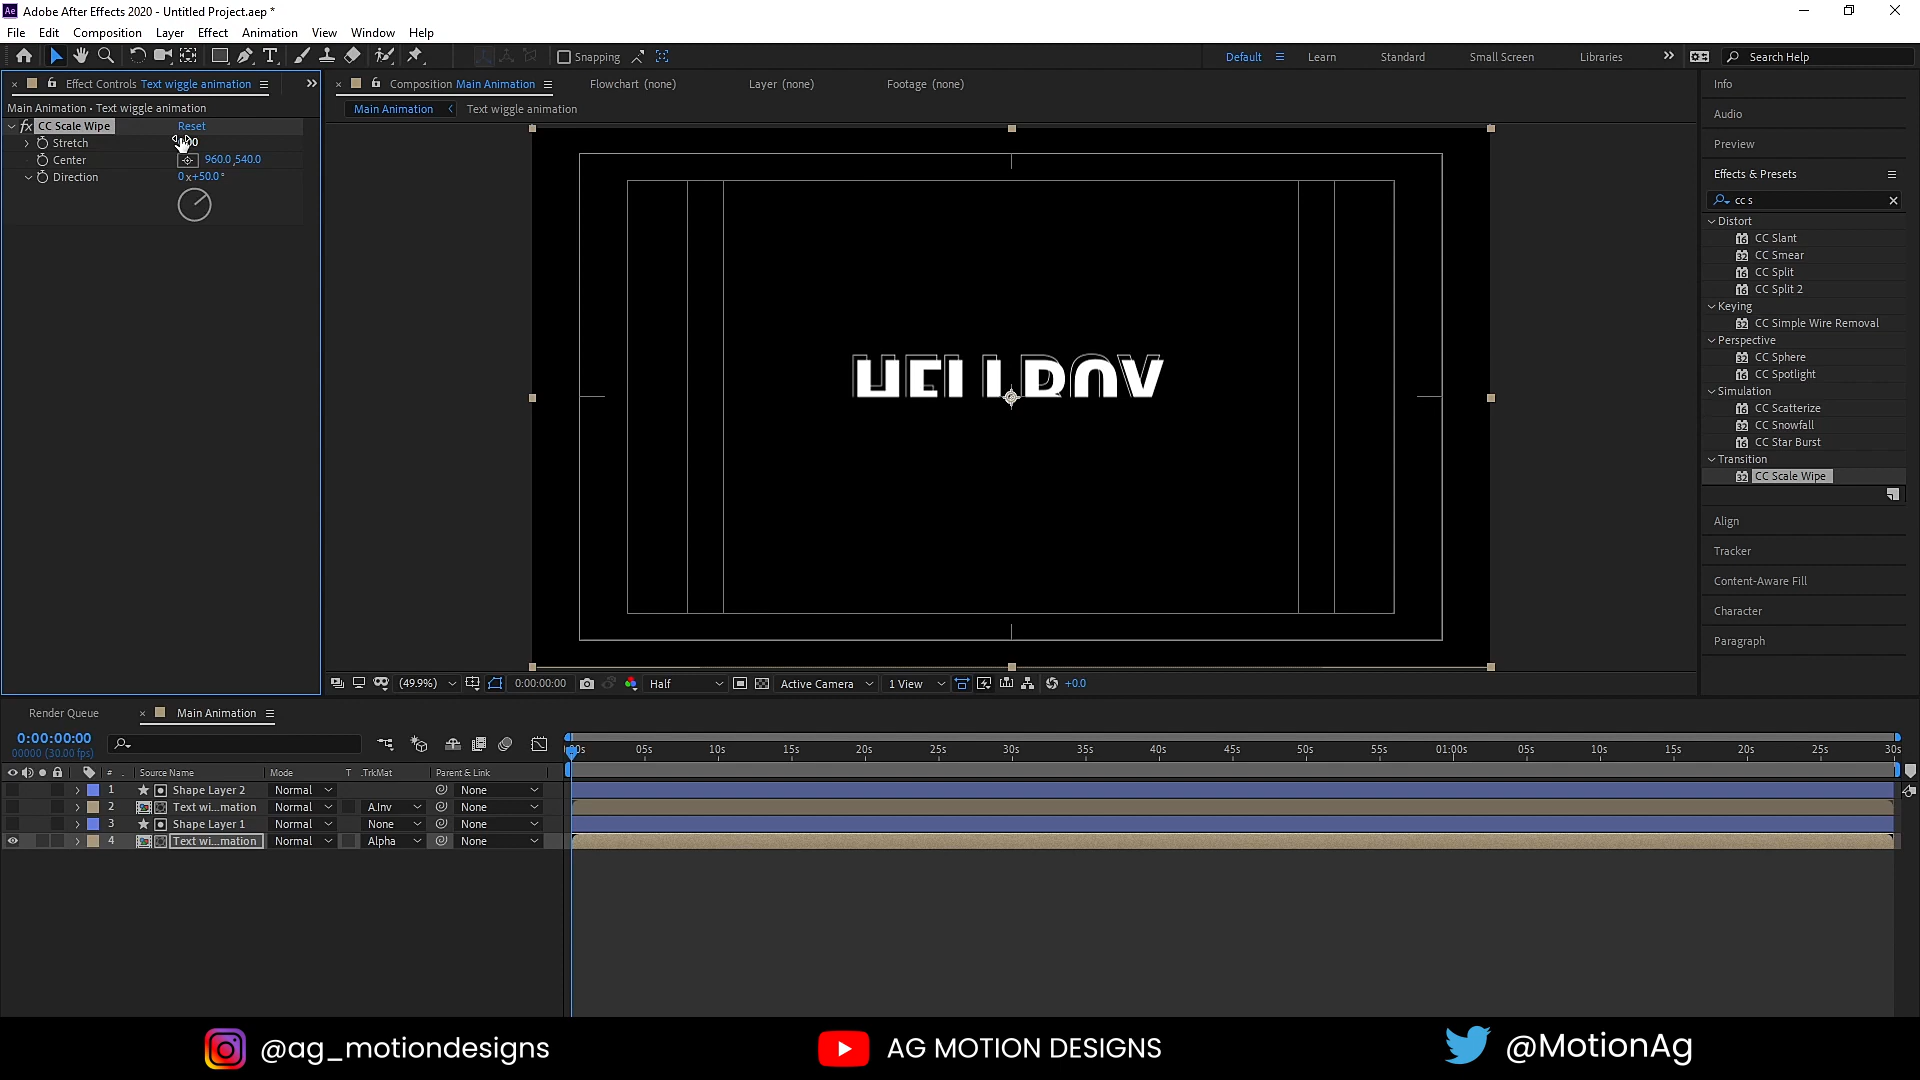 Ae Adobe After Effects 2020 - Untitled Project.aep *
File Edit Composition Layer Effect Animation View Window Help
Snapping
Default Learn Standard Small Screen Libraries Search Help
Effect Controls Text wiggle animation
Main Animation • Text wiggle animation
fx CC Scale Wipe Reset
Stretch
Center 960.0,540.0
Direction 0x+50.0°
Composition Main Animation Flowchart (none) Layer (none) Footage (none)
Main Animation Text wiggle animation
HELLBOY
(49.9%) 0:00:00:00 Half Active Camera 1 View +0.0
Info
Audio
Preview
Effects & Presets
cc s
Distort
CC Slant
CC Smear
CC Split
CC Split 2
Keying
CC Simple Wire Removal
Perspective
CC Sphere
CC Spotlight
Simulation
CC Scatterize
CC Snowfall
CC Star Burst
Transition
CC Scale Wipe
Align
Tracker
Content-Aware Fill
Character
Paragraph
Render Queue Main Animation
0:00:00:00
00000 (30.00 fps)
05s 10s 15s 20s 25s 30s 35s 40s 45s 50s 55s 01:00s 05s 10s 15s 20s 25s 30s
# Source Name Mode T .TrkMat Parent & Link
1 Shape Layer 2 Normal None
2 Text wi...mation Normal A.Inv None
3 Shape Layer 1 Normal None None
4 Text wi...mation Normal Alpha None
@ag_motiondesigns AG MOTION DESIGNS @MotionAg